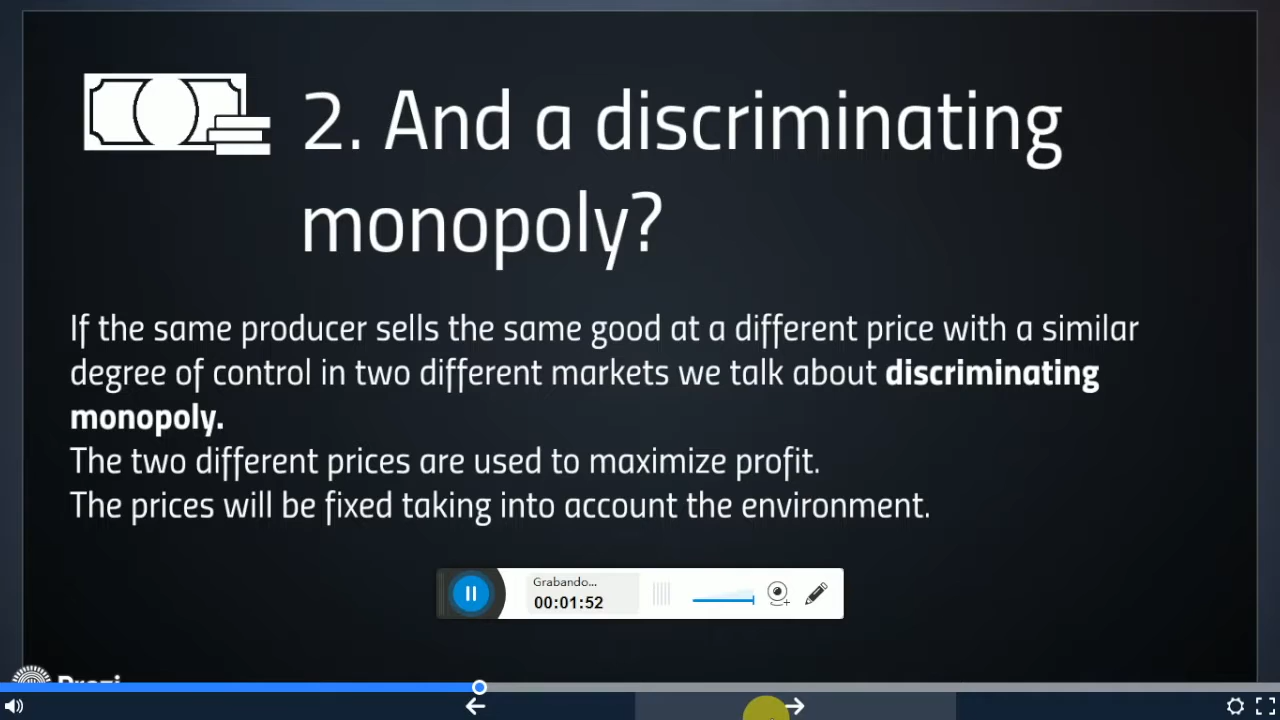 2. And a discriminating
monopoly?
If the same producer sells the same good at a different price with a similar
degree of control in two different markets we talk about discriminating
monopoly.
The two different prices are used to maximize profit.
The prices will be fixed taking into account the environment.
Grabando...
00:01:52
Prezi